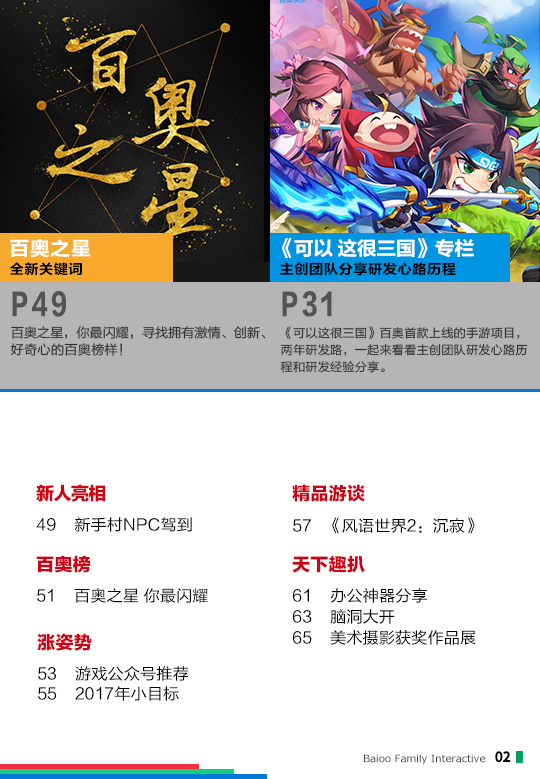 百奥之星
百奥之星
全新关键词
P49
百奥之星，你最闪耀，寻找拥有激情、创新、
好奇心的百奥榜样！
《可以 这很三国》专栏
主创团队分享研发心路历程
P31
《可以这很三国》百奥首款上线的手游项目，
两年研发路，一起来看看主创团队研发心路历
程和研发经验分享。
新人亮相
49 新手村NPC驾到
百奥榜
51 百奥之星 你最闪耀
涨姿势
53 游戏公众号推荐
55 2017年小目标
精品游谈
57 《风语世界2：沉寂》
天下趣扒
61 办公神器分享
63 脑洞大开
65 美术摄影获奖作品展
Baioo Family Interactive 02